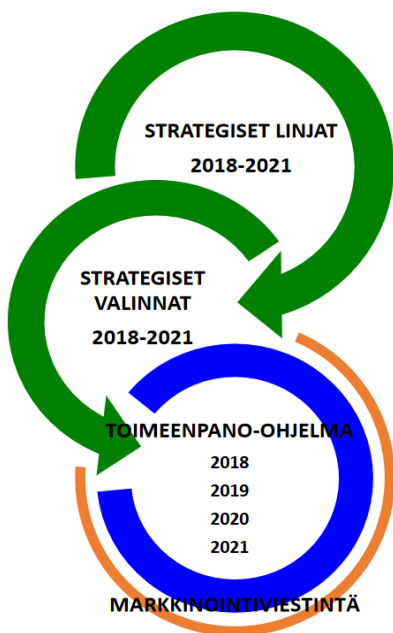 STRATEGISET LINJAT
2018-2021
STRATEGISET
VALINNAT
2018-2021
TOIMEENPANO-OHJELMA
2018
2019
2020
2021
MARKKINOINTIVIESTINTÄ